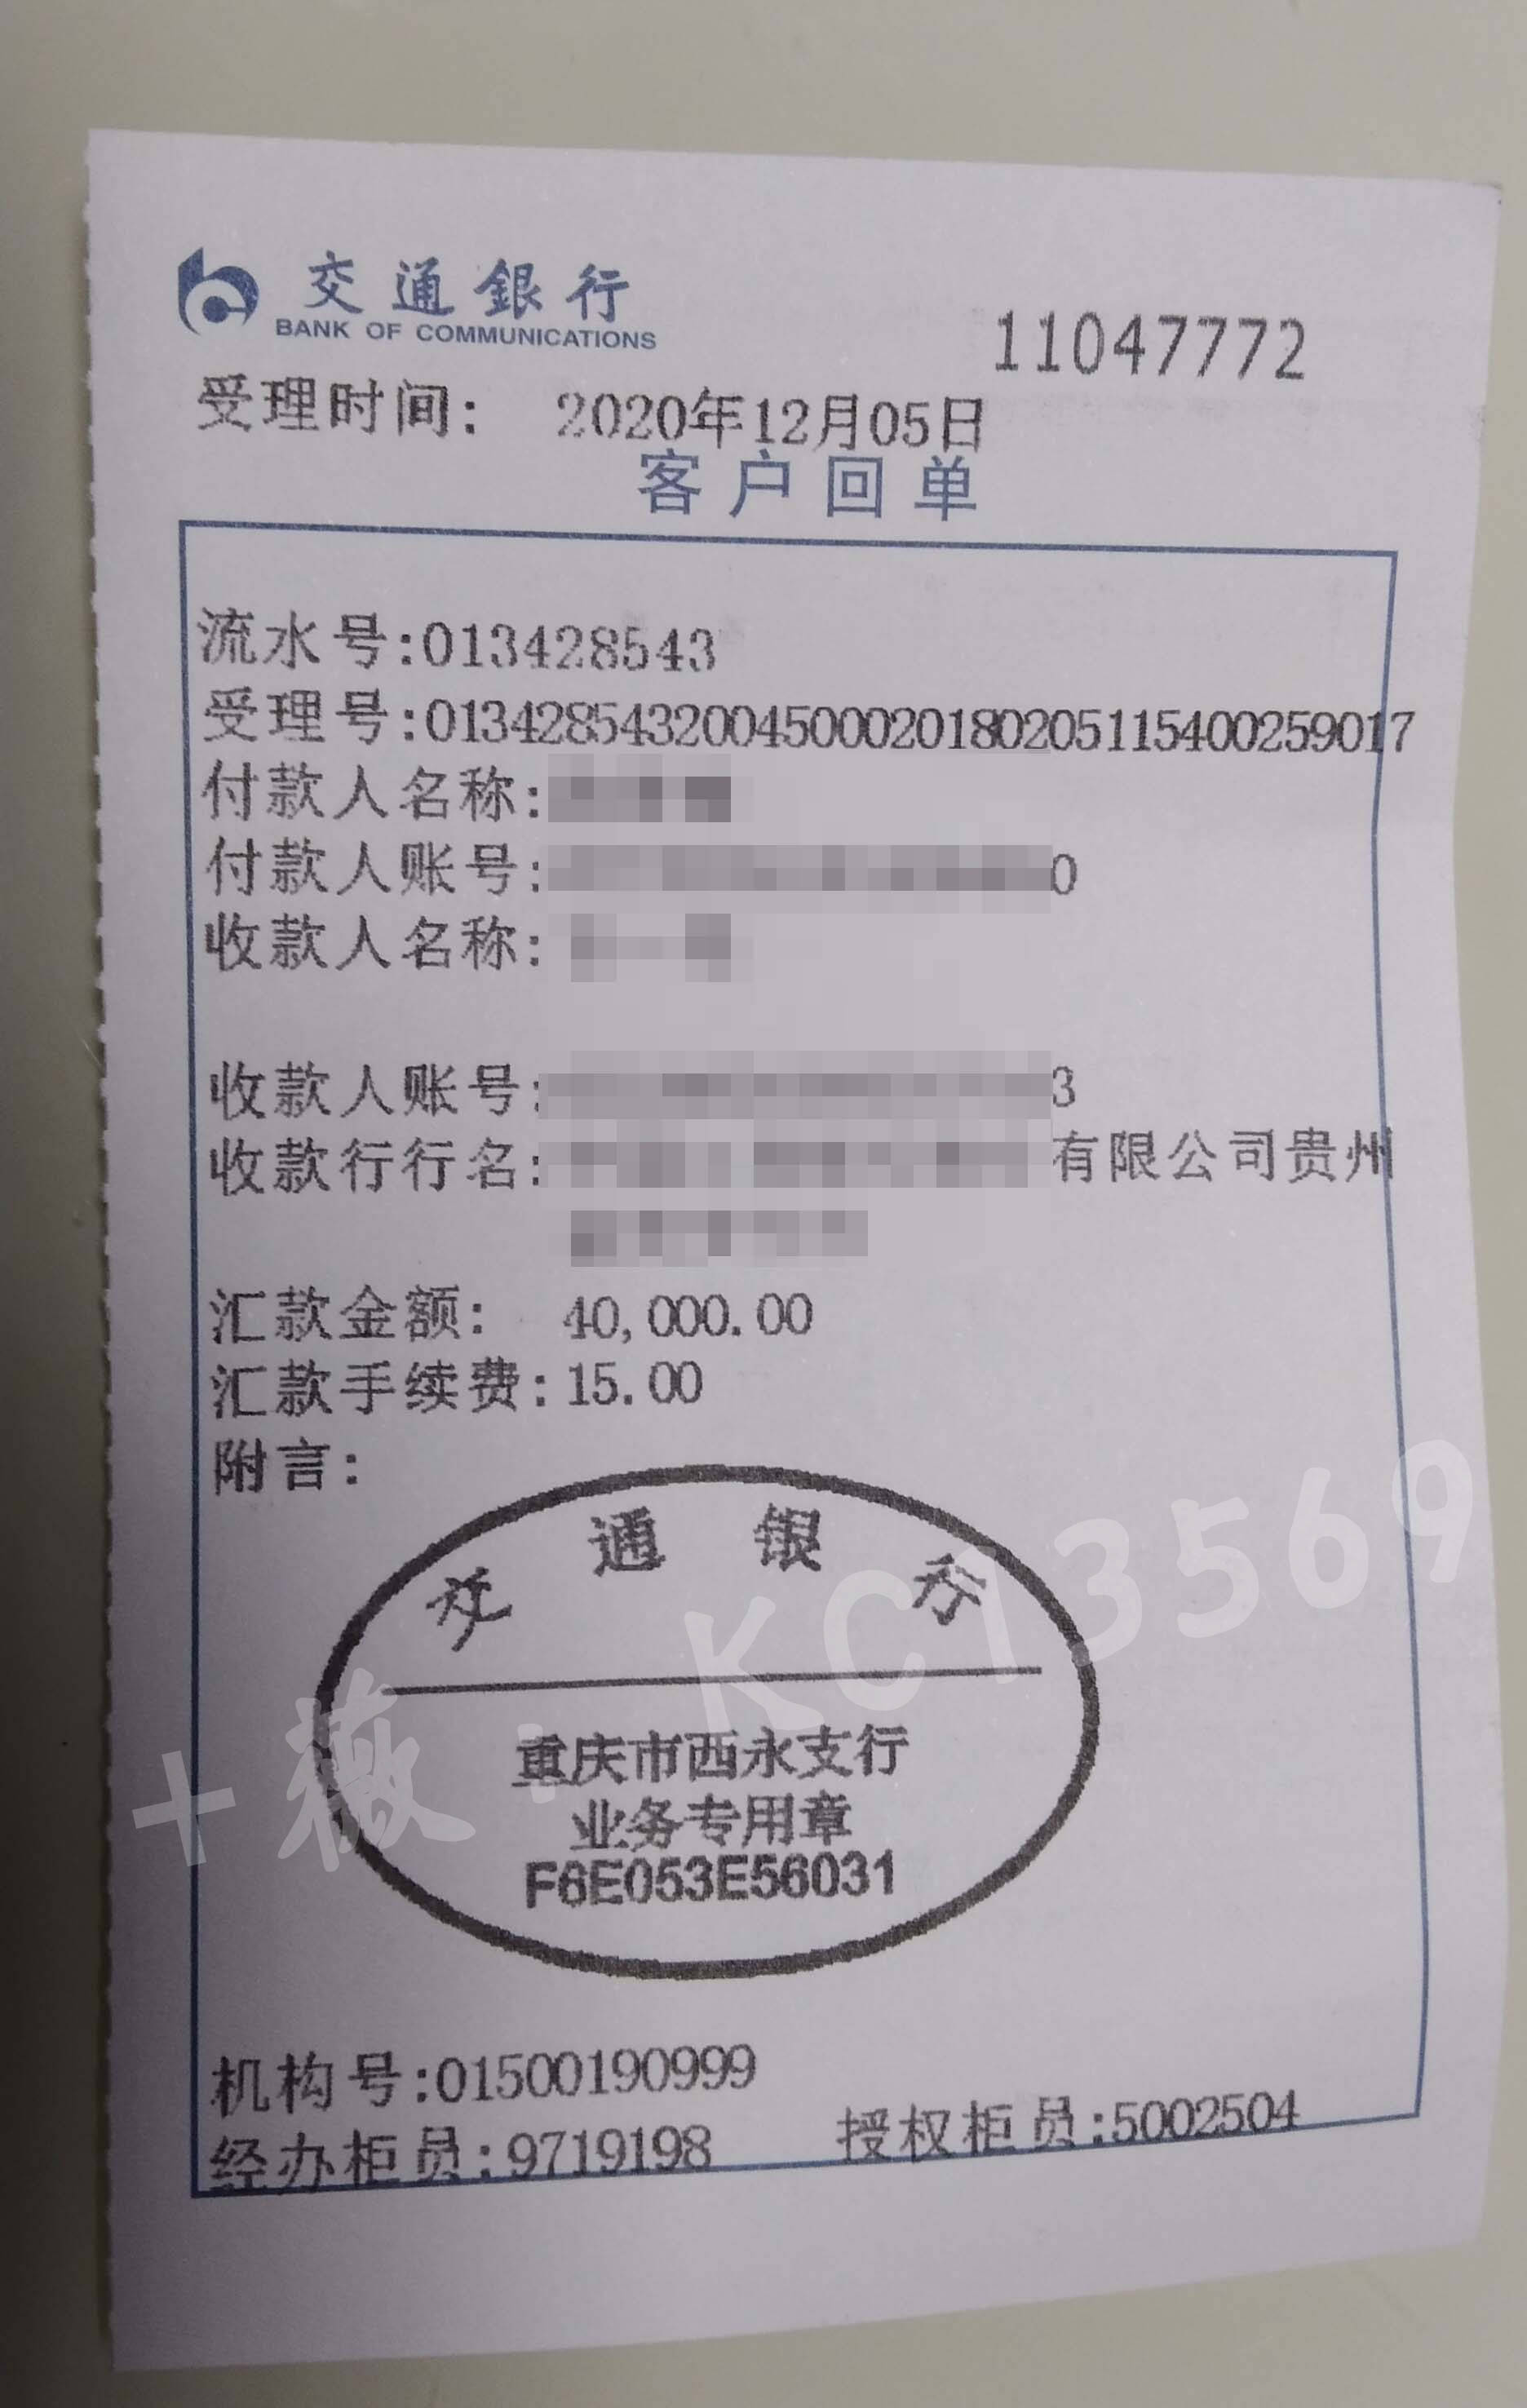 交通銀行
BANK OF COMMUNICATIONS
11047772
受理时间: 2020年12月05日
客户回单
流水号:013428543
受理号:0134285432004500020180205115400259017
付款人名称:
付款人账号: 0
收款人名称:
收款人账号: 3
收款行行名: 有限公司贵州
汇款金额: 40,000.00
汇款手续费:15.00
附言:
交通银行
重庆市西永支行
业务专用章
F6E053E56031
十薇: KC13569
机构号:01500190999
经办柜员:9719198 授权柜员:5002504